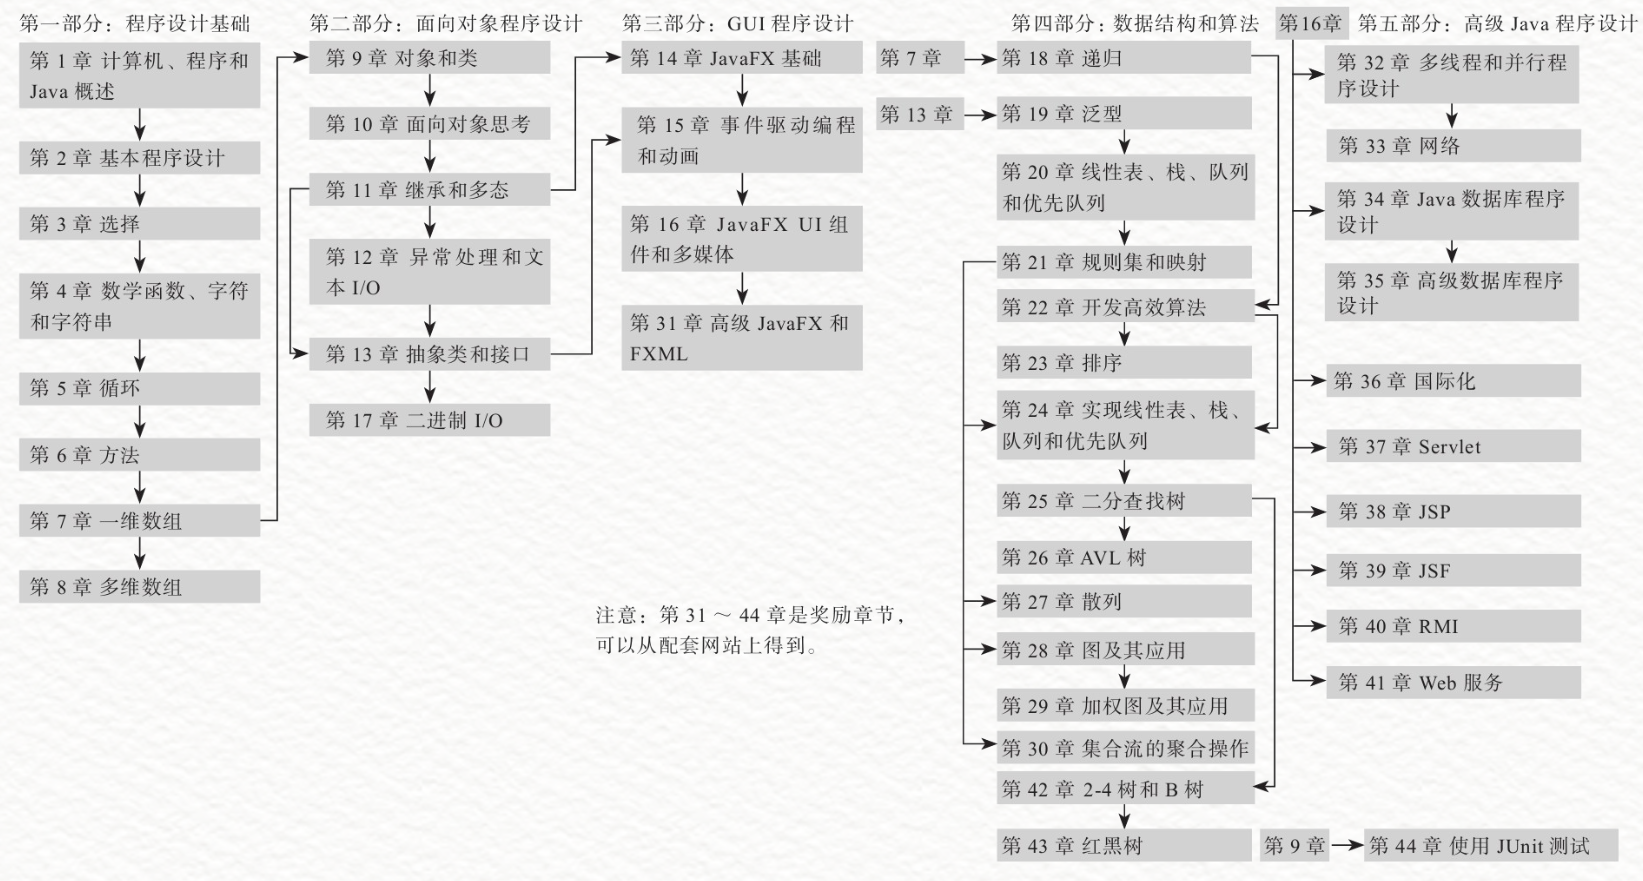 第一部分：程序设计基础
第 1 章 计算机、程序和
Java 概述
第 2 章 基本程序设计
第 3 章 选择
第 4 章 数学函数、字符
和字符串
第 5 章 循环
第 6 章 方法
第 7 章 一维数组
第 8 章 多维数组
第二部分：面向对象程序设计
第 9 章 对象和类
第 10 章 面向对象思考
第 11 章 继承和多态
第 12 章 异常处理和文
本 I/O
第 13 章 抽象类和接口
第 17 章 二进制 I/O
第三部分：GUI 程序设计
第 14 章 JavaFX 基础
第 15 章 事件驱动编程
和动画
第 16 章 JavaFX UI 组
件和多媒体
第 31 章 高级 JavaFX 和
FXML
注意：第 31 ～ 44 章是奖励章节，
可以从配套网站上得到。
第四部分：数据结构和算法
第 7 章
第 18 章 递归
第 13 章
第 19 章 泛型
第 20 章 线性表、栈、队列
和优先队列
第 21 章 规则集和映射
第 22 章 开发高效算法
第 23 章 排序
第 24 章 实现线性表、栈、
队列和优先队列
第 25 章 二分查找树
第 26 章 AVL 树
第 27 章 散列
第 28 章 图及其应用
第 29 章 加权图及其应用
第 30 章 集合流的聚合操作
第 42 章 2-4 树和 B 树
第 43 章 红黑树
第16章
第五部分：高级 Java 程序设计
第 32 章 多线程和并行程
序设计
第 33 章 网络
第 34 章 Java 数据库程序
设计
第 35 章 高级数据库程序
设计
第 36 章 国际化
第 37 章 Servlet
第 38 章 JSP
第 39 章 JSF
第 40 章 RMI
第 41 章 Web 服务
第 9 章
第 44 章 使用 JUnit 测试